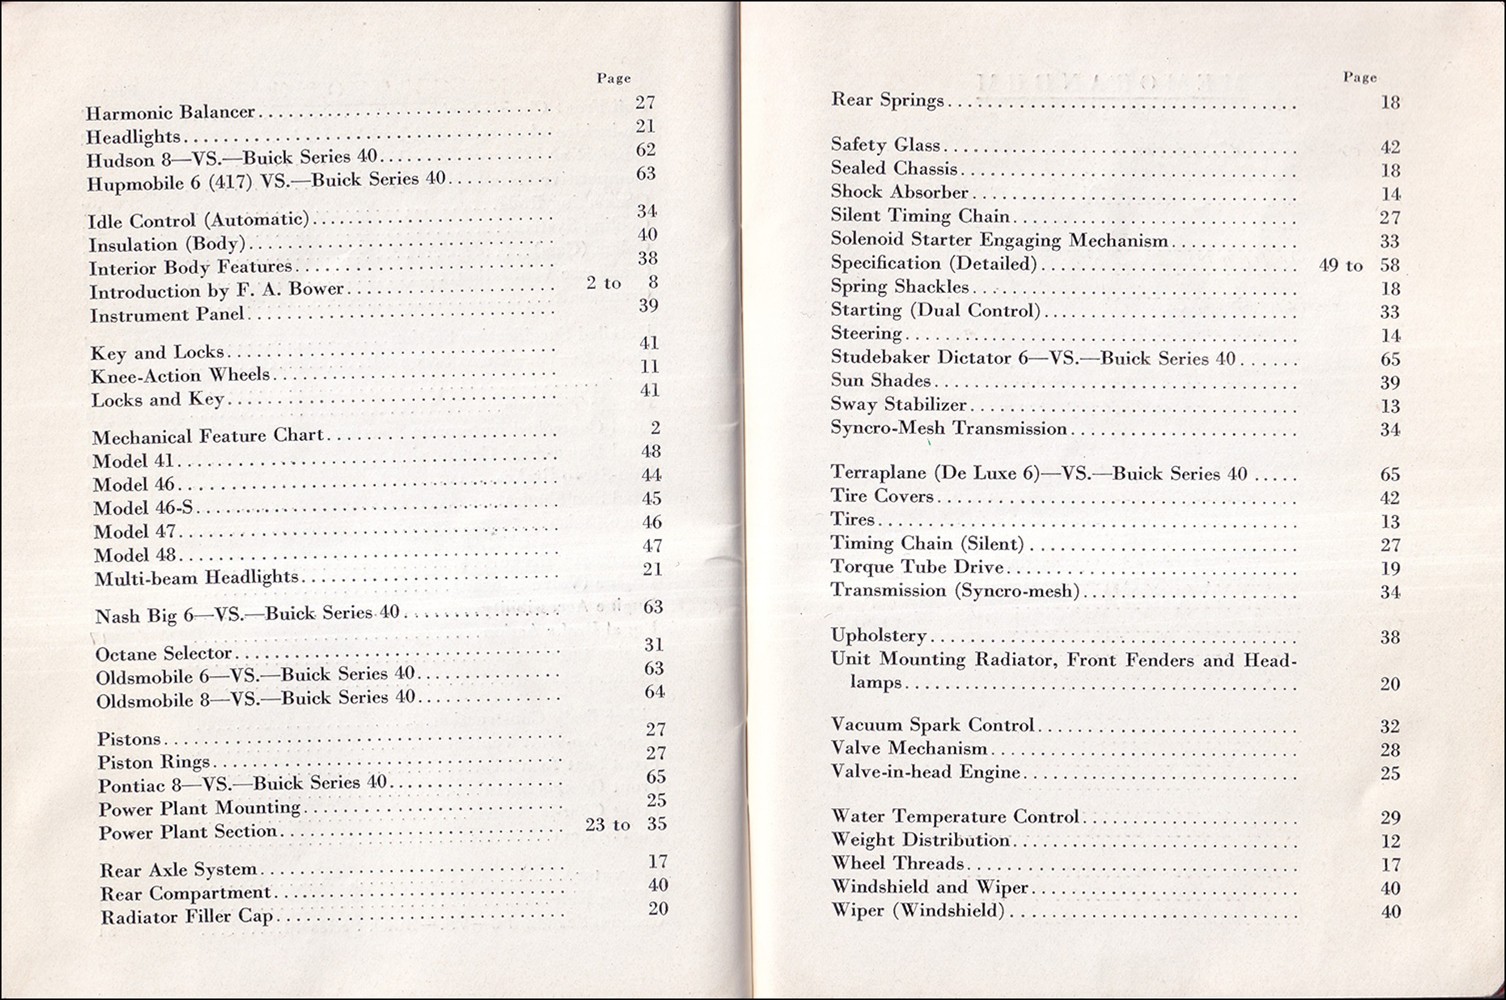 Page
Harmonic Balancer........................ 27
Headlights........................ 21
Hudson 8—VS.—Buick Series 40........................ 62
Hupmobile 6 (417) VS.—Buick Series 40........................ 63
Idle Control (Automatic)........................ 34
Insulation (Body)........................ 40
Interior Body Features........................ 38
Introduction by F. A. Bower........................ 2 to 8
Instrument Panel........................ 39
Key and Locks........................ 41
Knee-Action Wheels........................ 11
Locks and Key........................ 41
Mechanical Feature Chart........................ 2
Model 41........................ 48
Model 46........................ 44
Model 46-S........................ 45
Model 47........................ 46
Model 48........................ 47
Multi-beam Headlights........................ 21
Nash Big 6—VS.—Buick Series 40........................ 63
Octane Selector........................ 31
Oldsmobile 6—VS.—Buick Series 40........................ 63
Oldsmobile 8—VS.—Buick Series 40........................ 64
Pistons........................ 27
Piston Rings........................ 27
Pontiac 8—VS.—Buick Series 40........................ 65
Power Plant Mounting........................ 25
Power Plant Section........................ 23 to 35
Rear Axle System........................ 17
Rear Compartment........................ 40
Radiator Filler Cap........................ 20
Page
Rear Springs........................ 18
Safety Glass........................ 42
Sealed Chassis........................ 18
Shock Absorber........................ 14
Silent Timing Chain........................ 27
Solenoid Starter Engaging Mechanism........................ 33
Specification (Detailed)........................ 49 to 58
Spring Shackles........................ 18
Starting (Dual Control)........................ 33
Steering........................ 14
Studebaker Dictator 6—VS.—Buick Series 40...... 65
Sun Shades........................ 39
Sway Stabilizer........................ 13
Syncro-Mesh Transmission........................ 34
Terraplane (De Luxe 6)—VS.—Buick Series 40 ..... 65
Tire Covers........................ 42
Tires........................ 13
Timing Chain (Silent)........................ 27
Torque Tube Drive........................ 19
Transmission (Syncro-mesh)........................ 34
Upholstery........................ 38
Unit Mounting Radiator, Front Fenders and Head-
lamps........................ 20
Vacuum Spark Control........................ 32
Valve Mechanism........................ 28
Valve-in-head Engine........................ 25
Water Temperature Control........................ 29
Weight Distribution........................ 12
Wheel Threads........................ 17
Windshield and Wiper........................ 40
Wiper (Windshield)........................ 40